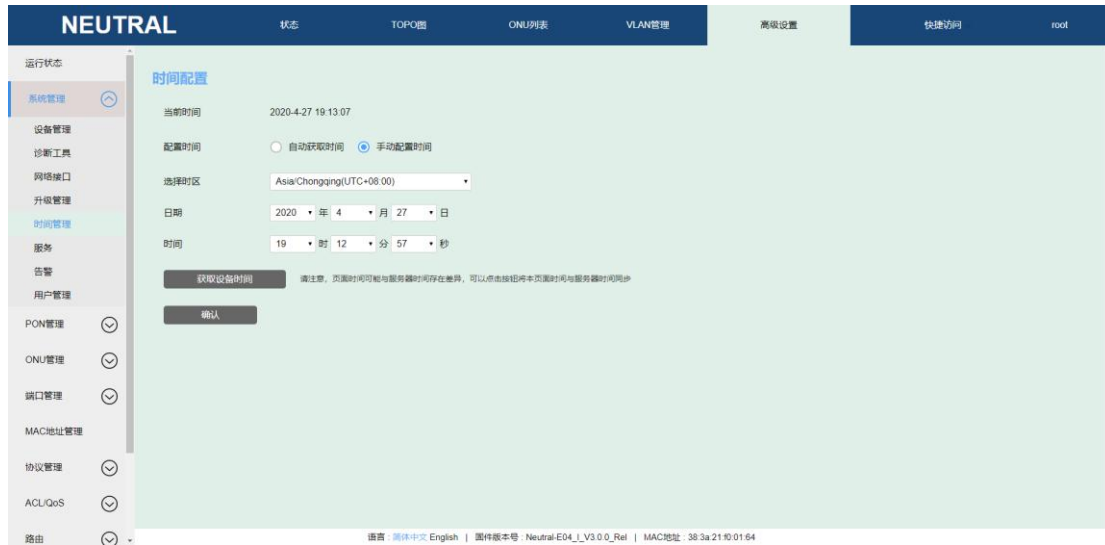 NEUTRAL 状态 TOPO图 ONU列表 VLAN管理 高级设置 快捷访问 root
运行状态
系统管理
设备管理
诊断工具
网络接口
升级管理
时间管理
服务
告警
用户管理
PON管理
ONU管理
端口管理
MAC地址管理
协议管理
ACL/QoS
路由
时间配置
当前时间 2020-4-27 19:13:07
配置时间 自动获取时间 手动配置时间
选择时区 Asia/Chongqing(UTC+08:00)
日期 2020 年 4 月 27 日
时间 19 时 12 分 57 秒
获取设备时间 请注意，页面时间可能与服务器时间存在差异，可以点击按钮将本页面时间与服务器时间同步
确认
语言 : 简体中文 English | 固件版本号 : Neutral-E04_I_V3.0.0_Rel | MAC地址 : 38:3a:21:f0:01:64